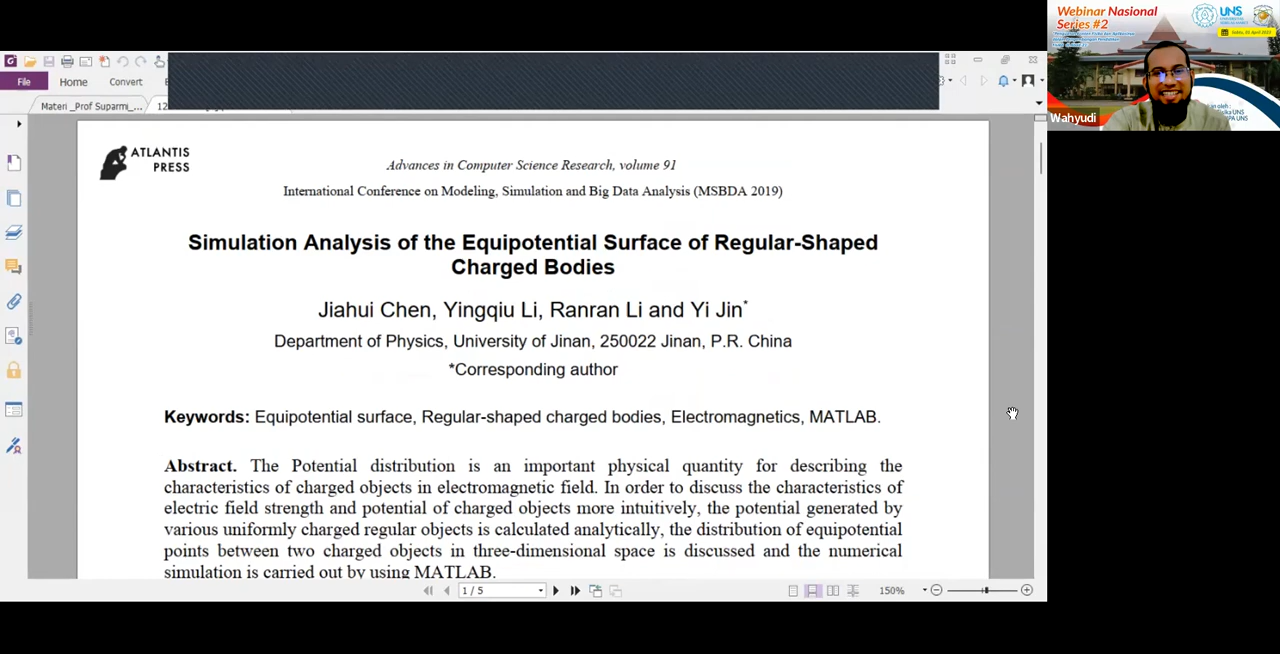 Webinar Nasional
Series #2
UNS
Wahyudi
File
Home
Convert
Materi _Prof Suparmi_...
ATLANTIS
PRESS
Advances in Computer Science Research, volume 91
International Conference on Modeling, Simulation and Big Data Analysis (MSBDA 2019)
Simulation Analysis of the Equipotential Surface of Regular-Shaped
Charged Bodies
Jiahui Chen, Yingqiu Li, Ranran Li and Yi Jin*
Department of Physics, University of Jinan, 250022 Jinan, P.R. China
*Corresponding author
Keywords: Equipotential surface, Regular-shaped charged bodies, Electromagnetics, MATLAB.
Abstract. The Potential distribution is an important physical quantity for describing the
characteristics of charged objects in electromagnetic field. In order to discuss the characteristics of
electric field strength and potential of charged objects more intuitively, the potential generated by
various uniformly charged regular objects is calculated analytically, the distribution of equipotential
points between two charged objects in three-dimensional space is discussed and the numerical
simulation is carried out by using MATLAB.
1 / 5
150%